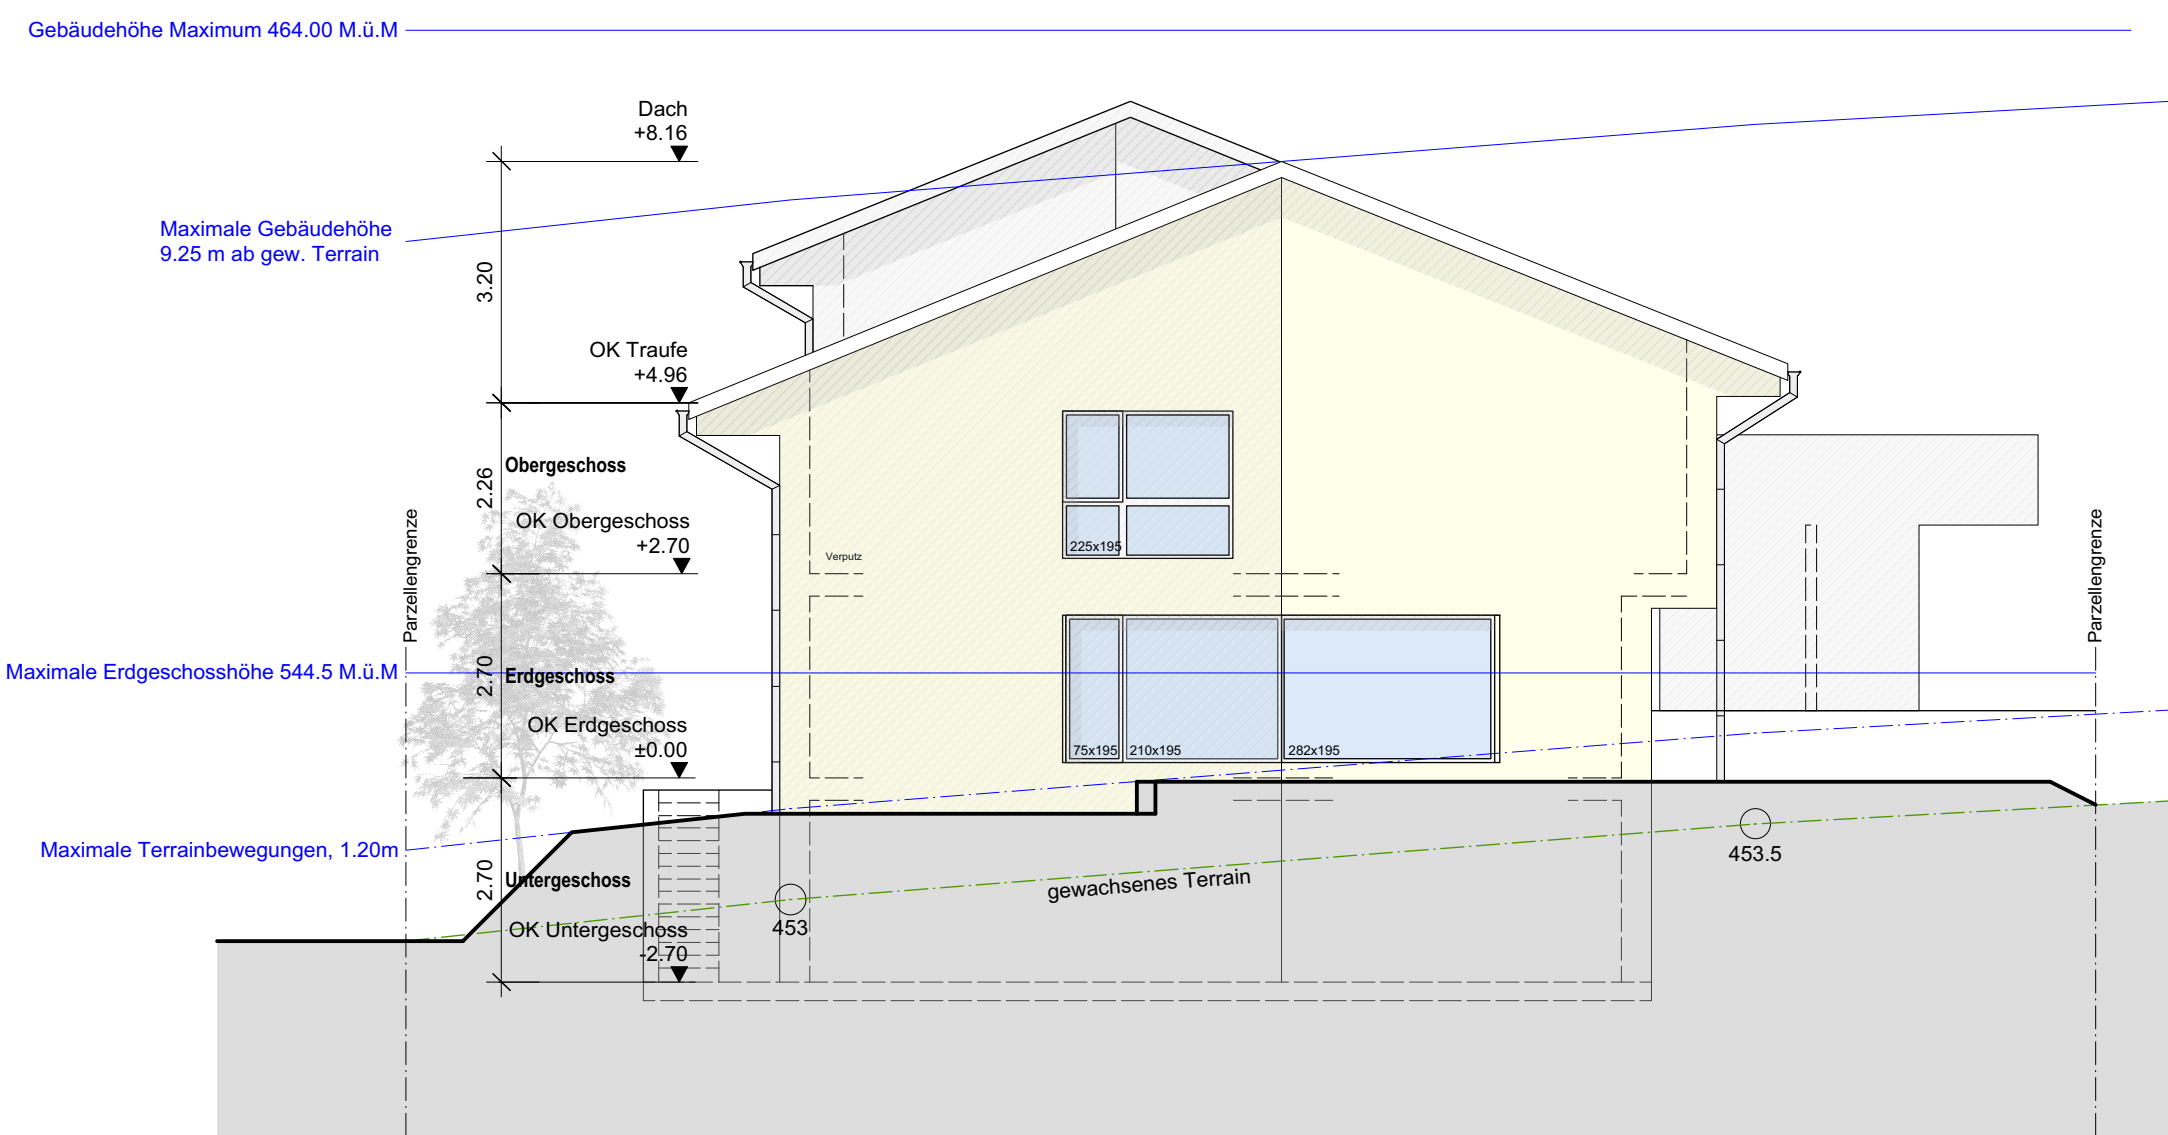 Gebäudehöhe Maximum 464.00 M.ü.M
Dach
+8.16
Maximale Gebäudehöhe
9.25 m ab gew. Terrain
3.20
OK Traufe
+4.96
Obergeschoss
2.26
OK Obergeschoss
+2.70
Verputz
225x195
Parzellengrenze
Parzellengrenze
Maximale Erdgeschosshöhe 544.5 M.ü.M
2.70
Erdgeschoss
OK Erdgeschoss
±0.00
75x195
210x195
282x195
Maximale Terrainbewegungen, 1.20m
2.70
Untergeschoss
gewachsenes Terrain
453.5
OK Untergeschoss
-2.70
453